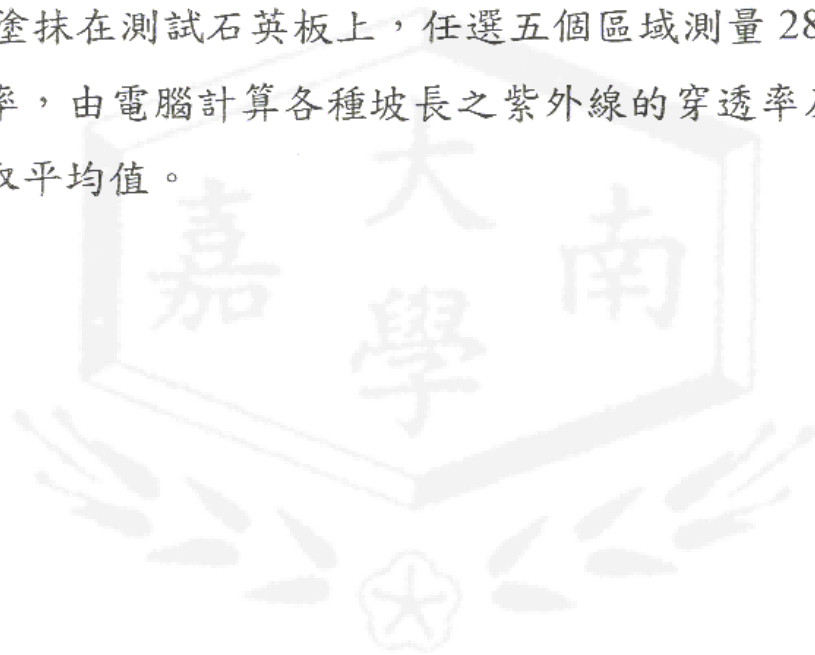 塗抹在測試石英板上，任選五個區域測量 28
率，由電腦計算各種坡長之紫外線的穿透率
平均值。
大
嘉 南
學